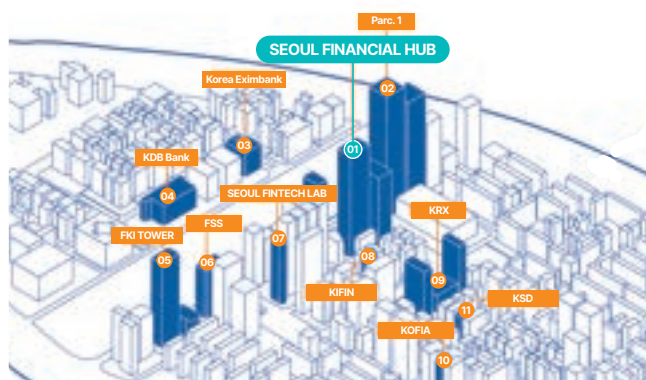 Parc. 1
SEOUL FINANCIAL HUB
02
Korea Eximbank
03
01
KDB Bank
04
SEOUL FINTECH LAB
KRX
FSS
FKI TOWER
07
08
05
06
09
KIFIN
KSD
11
KOFIA
10